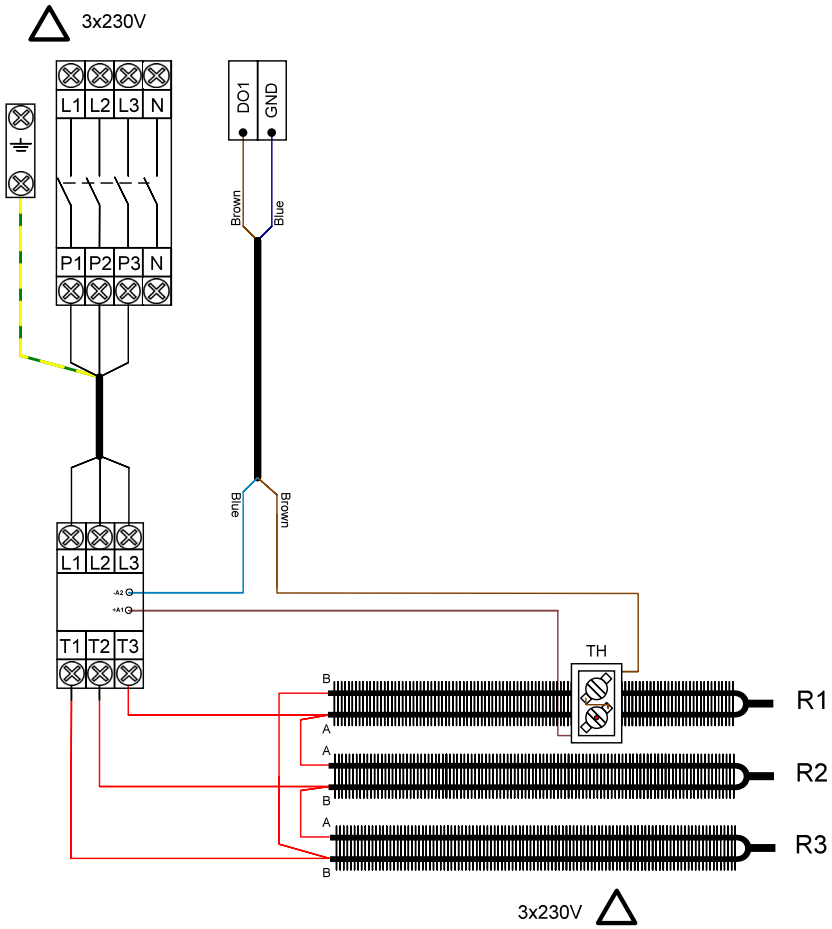 3x230V
L1 L2 L3 N
DO1
GND
Brown
Blue
P1 P2 P3 N
Blue
Brown
L1 L2 L3
-A2
+A1
T1 T2 T3
TH
B
R1
A
A
R2
B
A
R3
B
3x230V